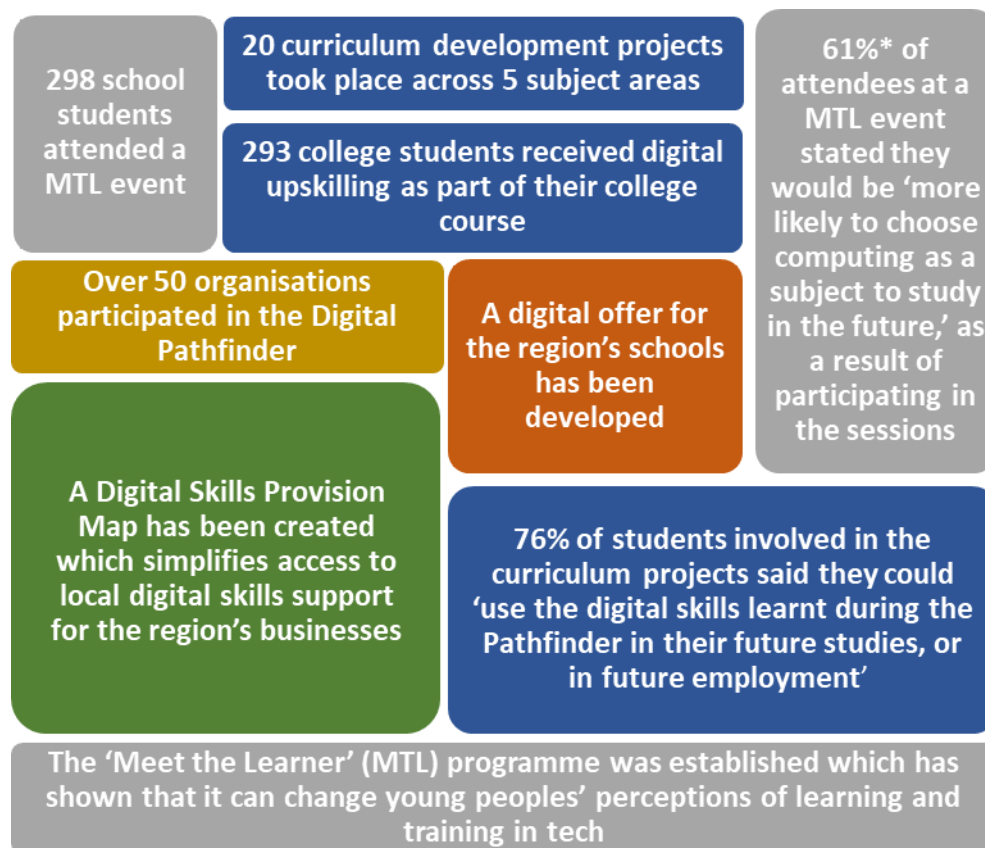 298 school
students
attended a
MTL event
20 curriculum development projects
took place across 5 subject areas
293 college students received digital
upskilling as part of their college
course
61%* of
attendees at a
MTL event
stated they
would be ‘more
likely to choose
computing as a
subject to study
in the future,’ as
a result of
participating in
the sessions
Over 50 organisations
participated in the Digital
Pathfinder
A digital offer for
the region’s schools
has been
developed
A Digital Skills Provision
Map has been created
which simplifies access to
local digital skills support
for the region’s businesses
76% of students involved in the
curriculum projects said they could
‘use the digital skills learnt during the
Pathfinder in their future studies, or
in future employment’
The ‘Meet the Learner’ (MTL) programme was established which has
shown that it can change young peoples’ perceptions of learning and
training in tech